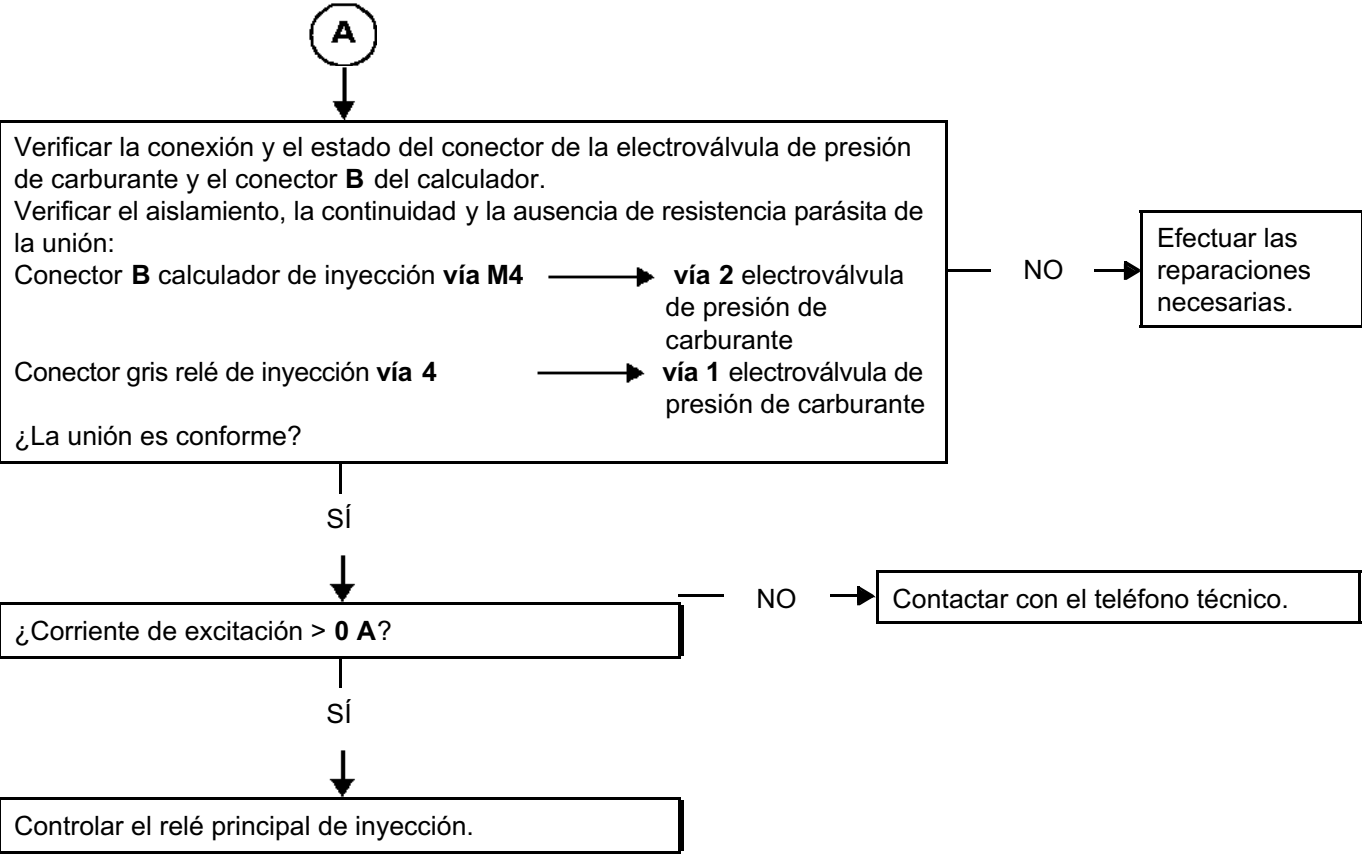 A
Verificar la conexión y el estado del conector de la electroválvula de presión
de carburante y el conector B del calculador.
Verificar el aislamiento, la continuidad y la ausencia de resistencia parásita de
la unión:
Conector B calculador de inyección vía M4 vía 2 electroválvula
de presión de
carburante
Conector gris relé de inyección vía 4 vía 1 electroválvula de
presión de carburante
¿La unión es conforme?
NO
Efectuar las
reparaciones
necesarias.
SÍ
¿Corriente de excitación > 0 A?
NO
Contactar con el teléfono técnico.
SÍ
Controlar el relé principal de inyección.